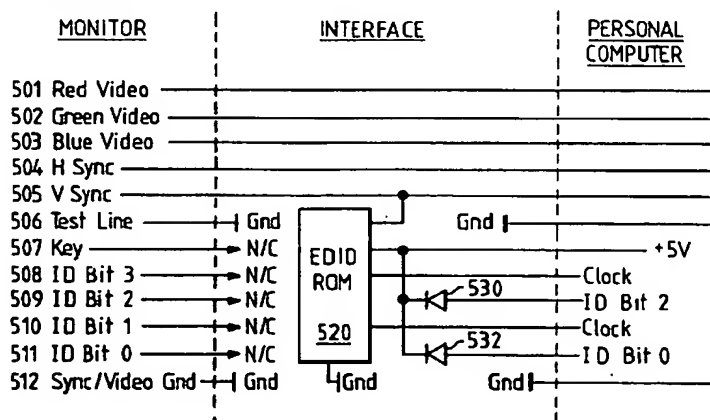 MONITOR INTERFACE PERSONAL COMPUTER
501 Red Video
502 Green Video
503 Blue Video
504 H Sync
505 V Sync
506 Test Line Gnd Gnd
507 Key N/C +5V
508 ID Bit 3 N/C Clock
509 ID Bit 2 N/C 530 ID Bit 2
510 ID Bit 1 N/C Clock
511 ID Bit 0 N/C 532 ID Bit 0
512 Sync/Video Gnd Gnd Gnd Gnd
EDID
ROM
520